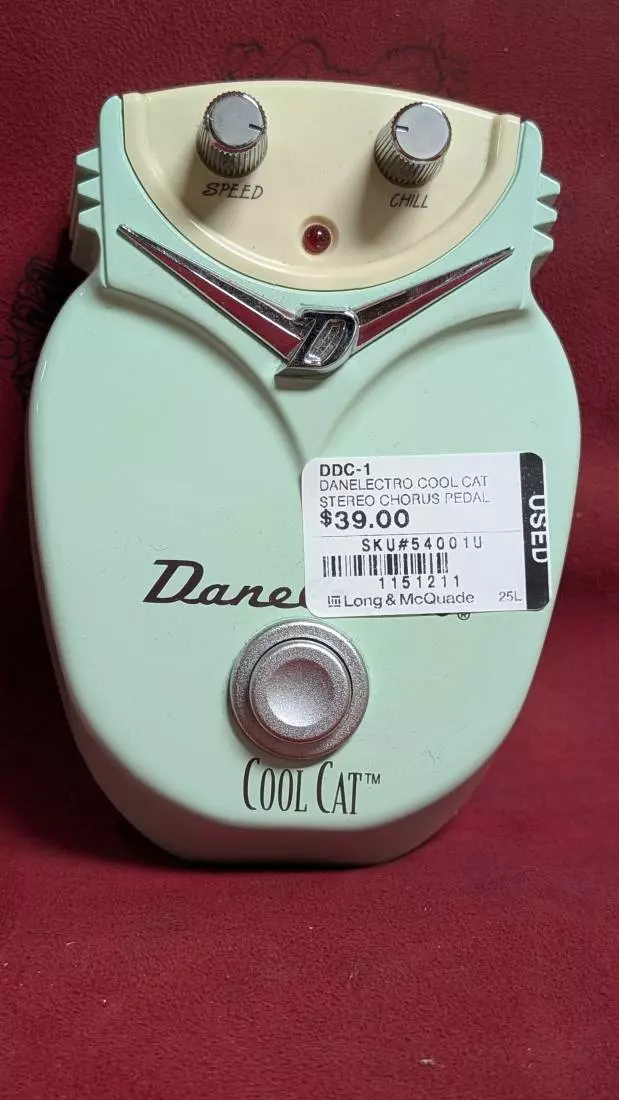 SPEED
CHILL
D
DDC-1
DANELECTRO COOL CAT
STEREO CHORUS PEDAL
$39.00
SKU#54001U
1151211
Long & McQuade 25L
USED
Dane ®
COOL CAT™